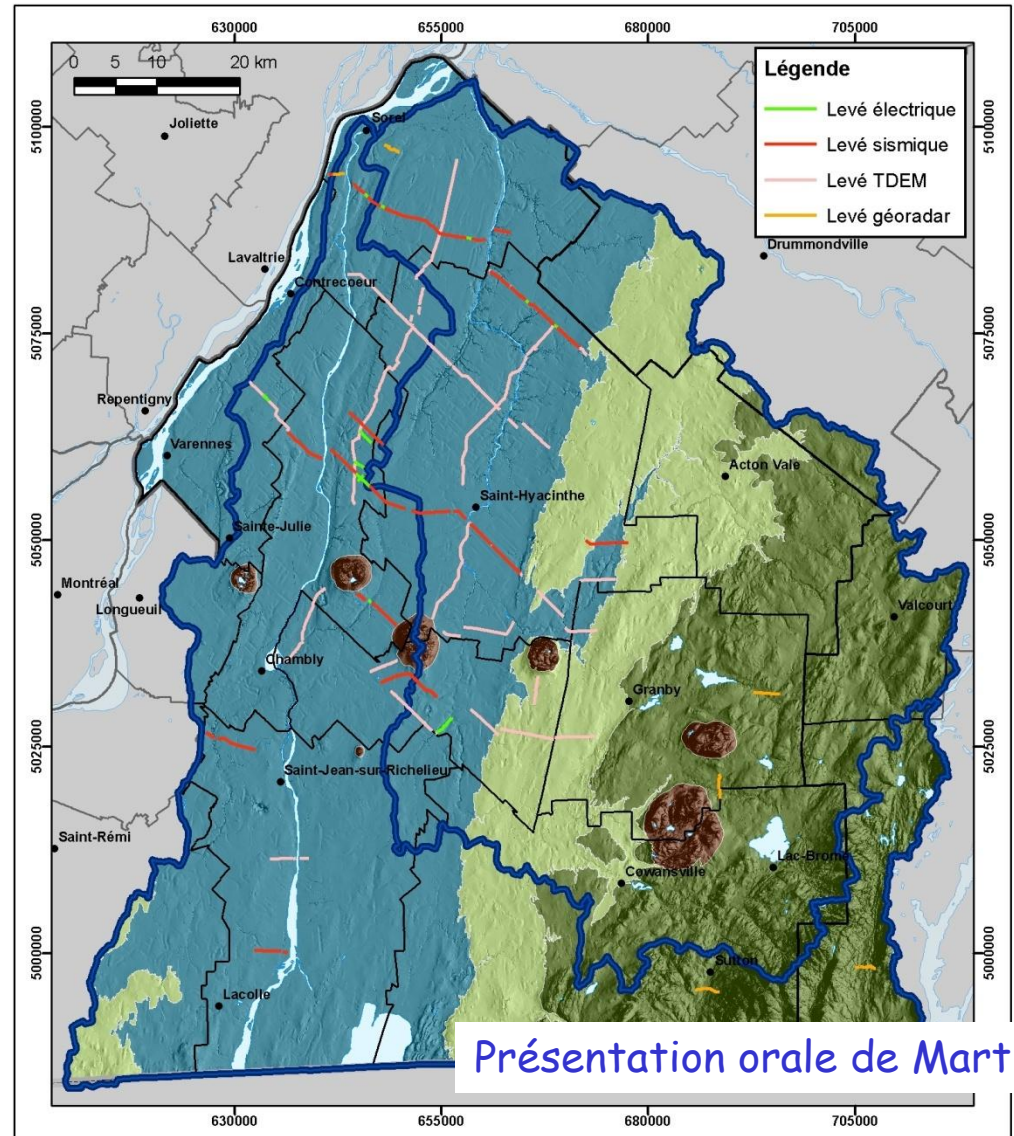 630000 655000 680000 705000
0 5 10 20 km
Légende
Levé électrique
Levé sismique
Levé TDEM
Levé géoradar
5100000
5100000
Joliette
Sorel
Drummondville
Lavaltrie
Contrecoeur
5075000
5075000
Repentigny
Varennes
Acton Vale
Saint-Hyacinthe
Sainte-Julie
5050000
5050000
Montréal
Longueuil
Valcourt
Chambly
Granby
5025000
5025000
Saint-Jean-sur-Richelieu
Saint-Rémi
Lac-Brome
Cowansville
Sutton
5000000
5000000
Lacolle
Présentation orale de Mart
630000 655000 680000 705000